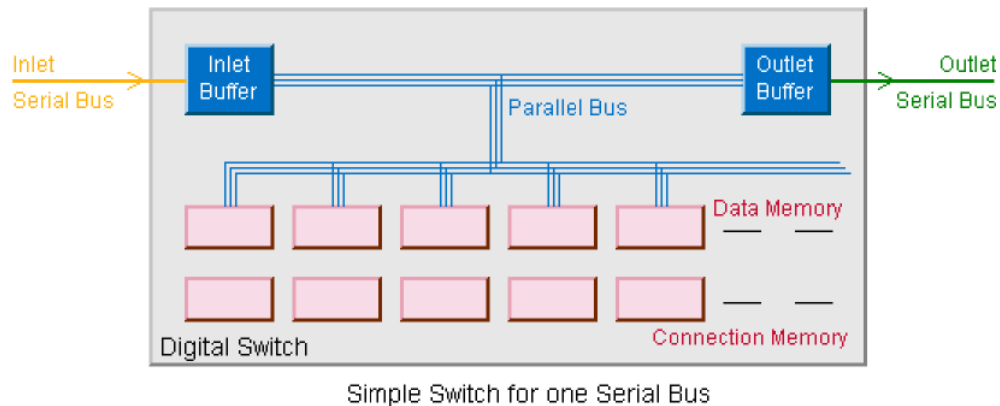 Inlet
Serial Bus
Inlet
Buffer
Parallel Bus
Outlet
Buffer
Outlet
Serial Bus
Data Memory
Connection Memory
Digital Switch
Simple Switch for one Serial Bus